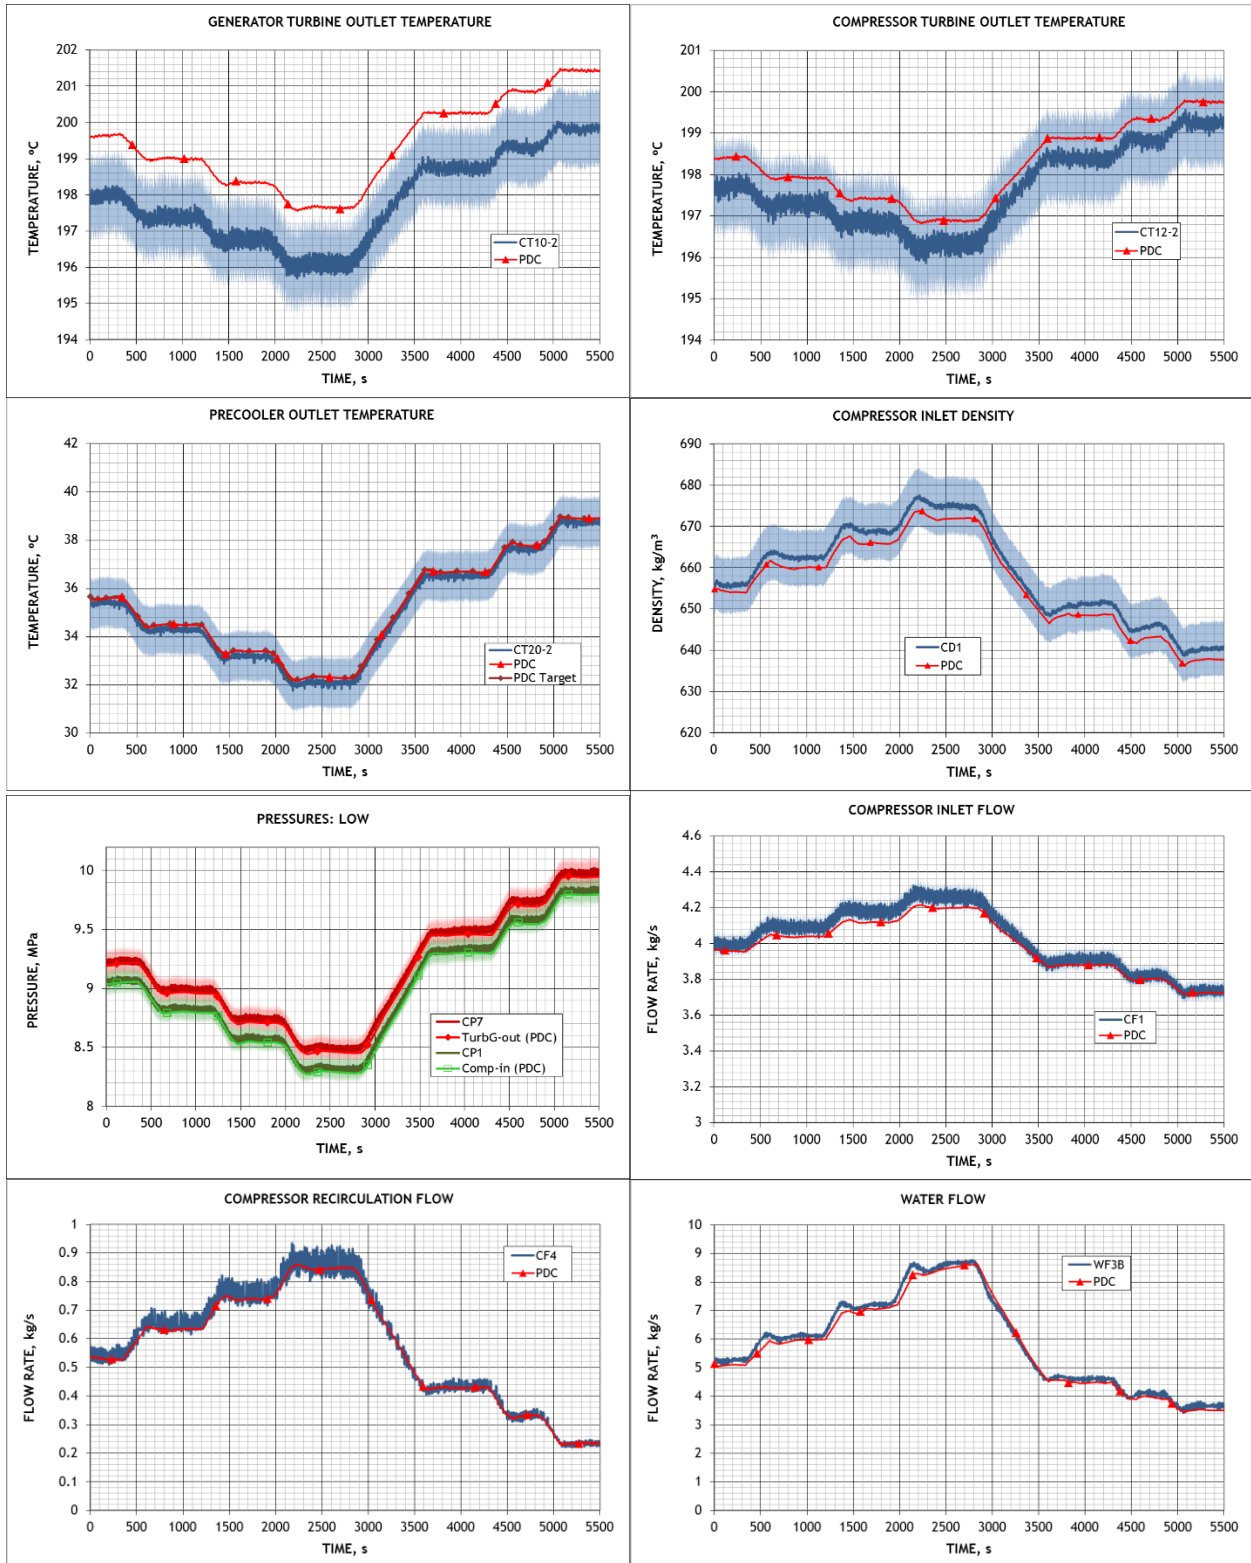 GENERATOR TURBINE OUTLET TEMPERATURE
202
201
200
199
198
197
196
195
194
TEMPERATURE, ºC
CT10-2
PDC
0 500 1000 1500 2000 2500 3000 3500 4000 4500 5000 5500
TIME, s
COMPRESSOR TURBINE OUTLET TEMPERATURE
201
200
199
198
197
196
195
194
TEMPERATURE, ºC
CT12-2
PDC
0 500 1000 1500 2000 2500 3000 3500 4000 4500 5000 5500
TIME, s
PRECOOLER OUTLET TEMPERATURE
42
40
38
36
34
32
30
TEMPERATURE, ºC
CT20-2
PDC
PDC Target
0 500 1000 1500 2000 2500 3000 3500 4000 4500 5000 5500
TIME, s
COMPRESSOR INLET DENSITY
690
680
670
660
650
640
630
620
DENSITY, kg/m³
CD1
PDC
0 500 1000 1500 2000 2500 3000 3500 4000 4500 5000 5500
TIME, s
PRESSURES: LOW
10
9.5
9
8.5
8
PRESSURE, MPa
CP7
TurbG-out (PDC)
CP1
Comp-in (PDC)
0 500 1000 1500 2000 2500 3000 3500 4000 4500 5000 5500
TIME, s
COMPRESSOR INLET FLOW
4.6
4.4
4.2
4
3.8
3.6
3.4
3.2
3
FLOW RATE, kg/s
CF1
PDC
0 500 1000 1500 2000 2500 3000 3500 4000 4500 5000 5500
TIME, s
COMPRESSOR RECIRCULATION FLOW
1
0.9
0.8
0.7
0.6
0.5
0.4
0.3
0.2
0.1
0
FLOW RATE, kg/s
CF4
PDC
0 500 1000 1500 2000 2500 3000 3500 4000 4500 5000 5500
TIME, s
WATER FLOW
10
9
8
7
6
5
4
3
2
1
0
FLOW RATE, kg/s
WF3B
PDC
0 500 1000 1500 2000 2500 3000 3500 4000 4500 5000 5500
TIME, s